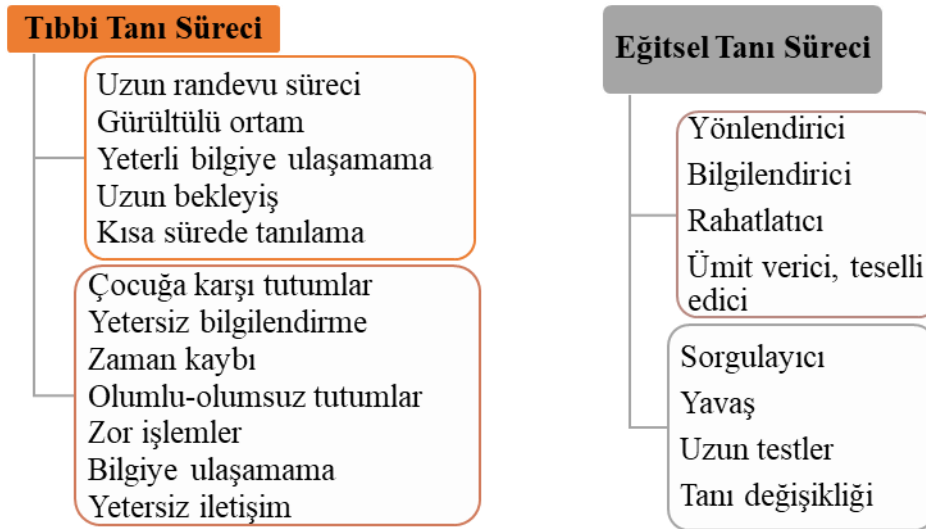 Tıbbi Tanı Süreci
Uzun randevu süreci
Gürültülü ortam
Yeterli bilgiye ulaşamama
Uzun bekleyiş
Kısa sürede tanılama
Çocuğa karşı tutumlar
Yetersiz bilgilendirme
Zaman kaybı
Olumlu-olumsuz tutumlar
Zor işlemler
Bilgiye ulaşamama
Yetersiz iletişim
Eğitsel Tanı Süreci
Yönlendirici
Bilgilendirici
Rahatlatıcı
Ümit verici, teselli
edici
Sorgulayıcı
Yavaş
Uzun testler
Tanı değişikliği